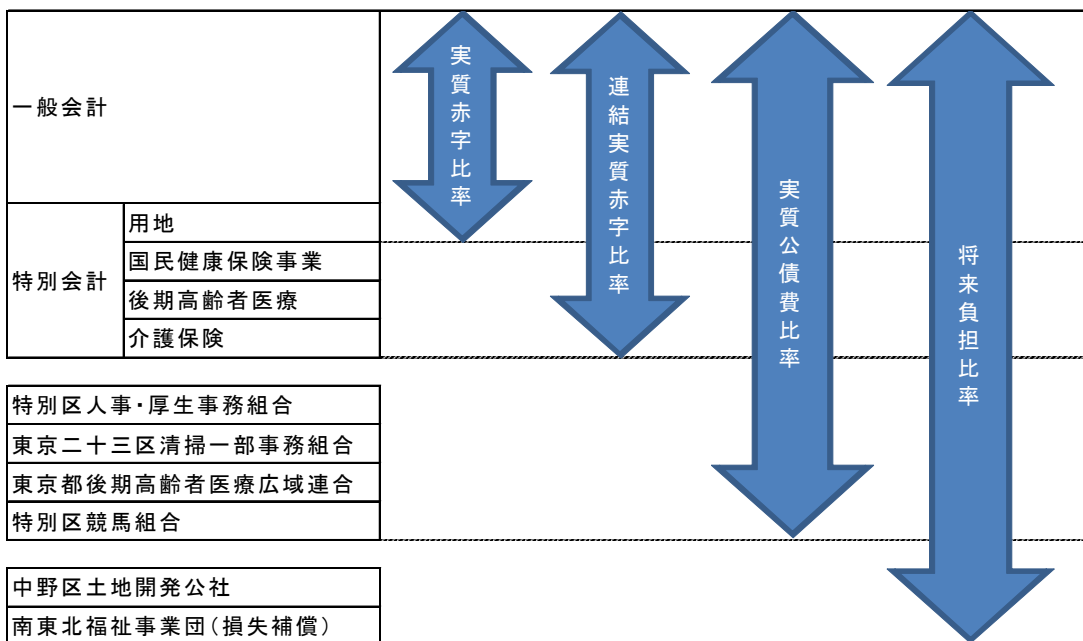 一般会計
特別会計
用地
国民健康保険事業
後期高齢者医療
介護保険
特別区人事・厚生事務組合
東京二十三区清掃一部事務組合
東京都後期高齢者医療広域連合
特別区競馬組合
中野区土地開発公社
南東北福祉事業団(損失補償)
実質赤字比率
連結実質赤字比率
実質公債費比率
将来負担比率